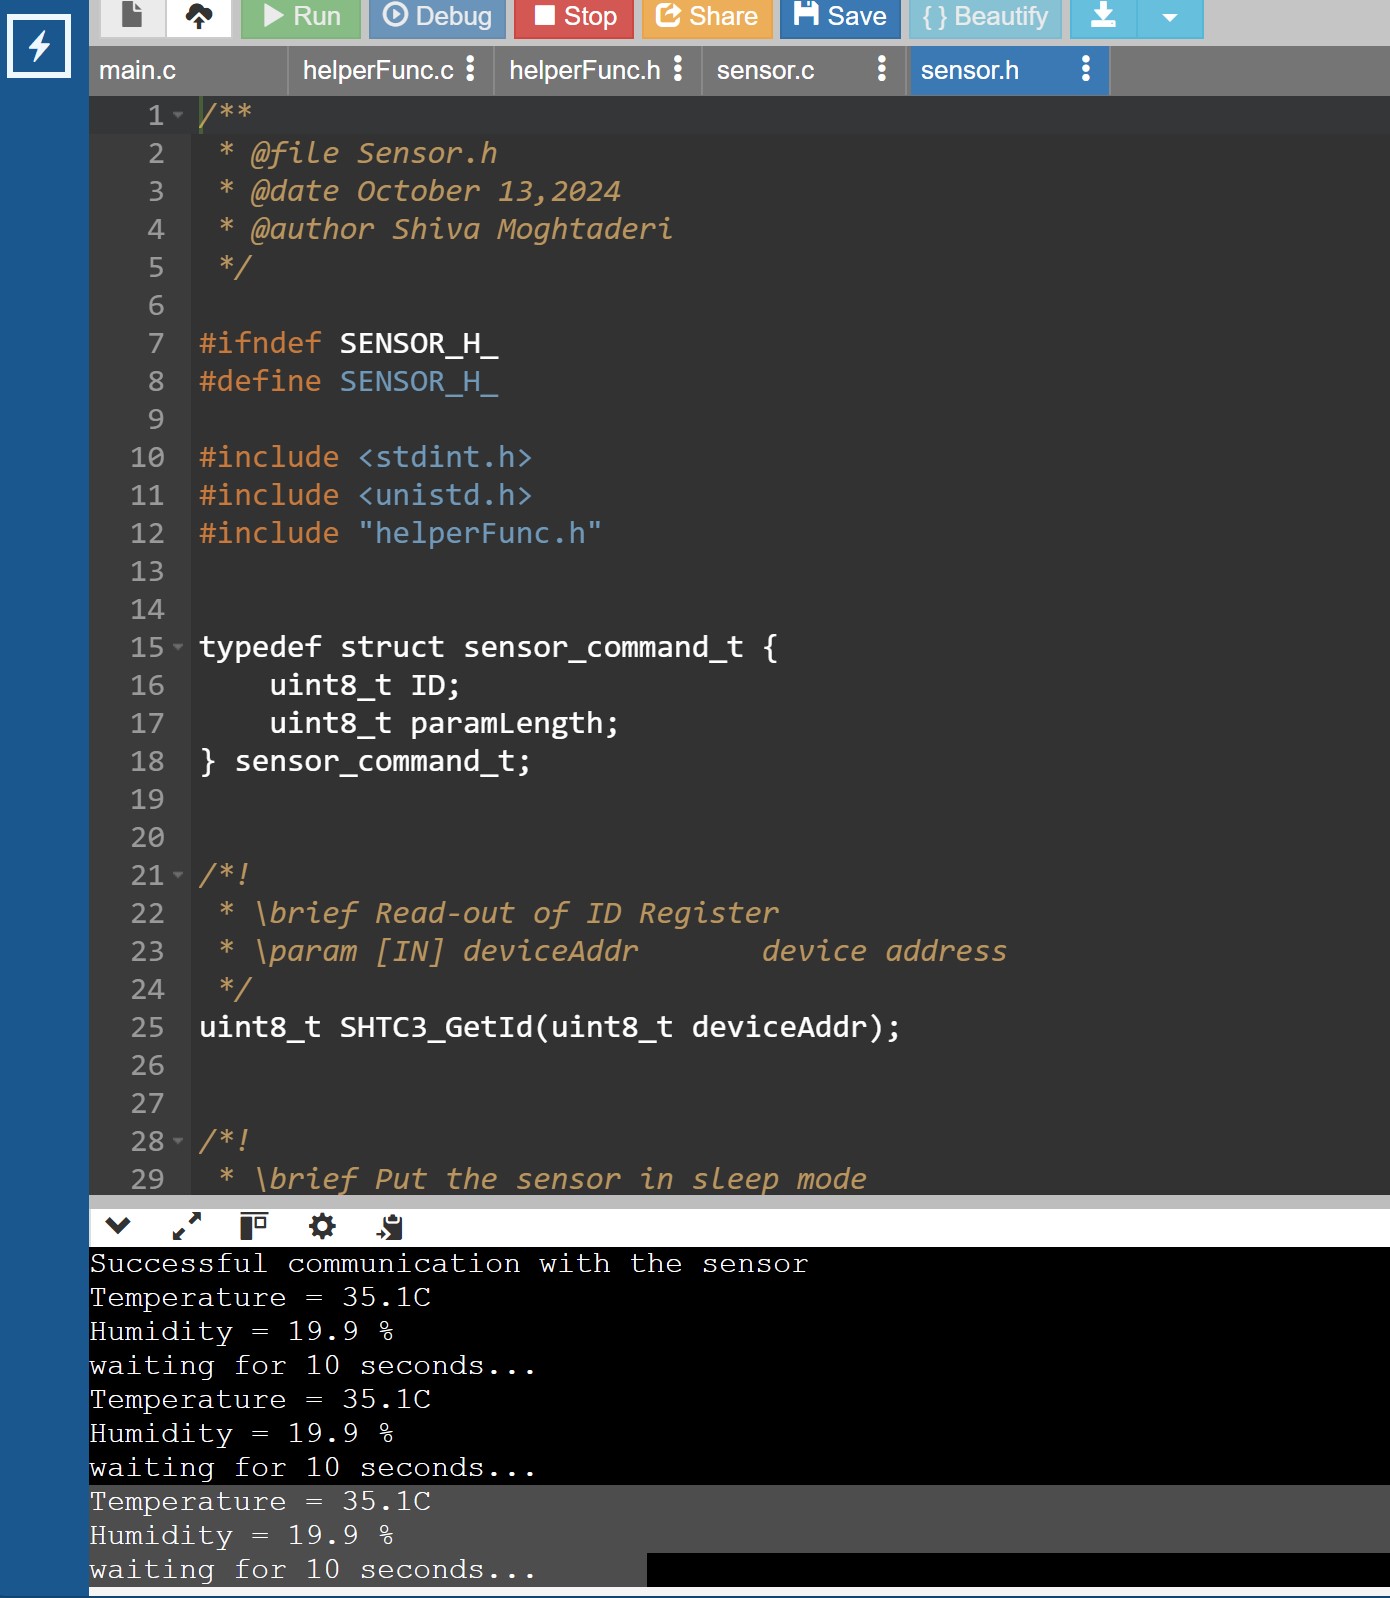 Run Debug Stop Share Save { } Beautify
main.c helperFunc.c helperFunc.h sensor.c sensor.h
1 /**
2  * @file Sensor.h
3  * @date October 13,2024
4  * @author Shiva Moghtaderi
5  */
6
7 #ifndef SENSOR_H_
8 #define SENSOR_H_
9
10 #include <stdint.h>
11 #include <unistd.h>
12 #include "helperFunc.h"
13
14
15 typedef struct sensor_command_t {
16     uint8_t ID;
17     uint8_t paramLength;
18 } sensor_command_t;
19
20
21 /*!
22  * \brief Read-out of ID Register
23  * \param [IN] deviceAddr       device address
24  */
25 uint8_t SHTC3_GetId(uint8_t deviceAddr);
26
27
28 /*!
29  * \brief Put the sensor in sleep mode
Successful communication with the sensor
Temperature = 35.1C
Humidity = 19.9 %
waiting for 10 seconds...
Temperature = 35.1C
Humidity = 19.9 %
waiting for 10 seconds...
Temperature = 35.1C
Humidity = 19.9 %
waiting for 10 seconds...